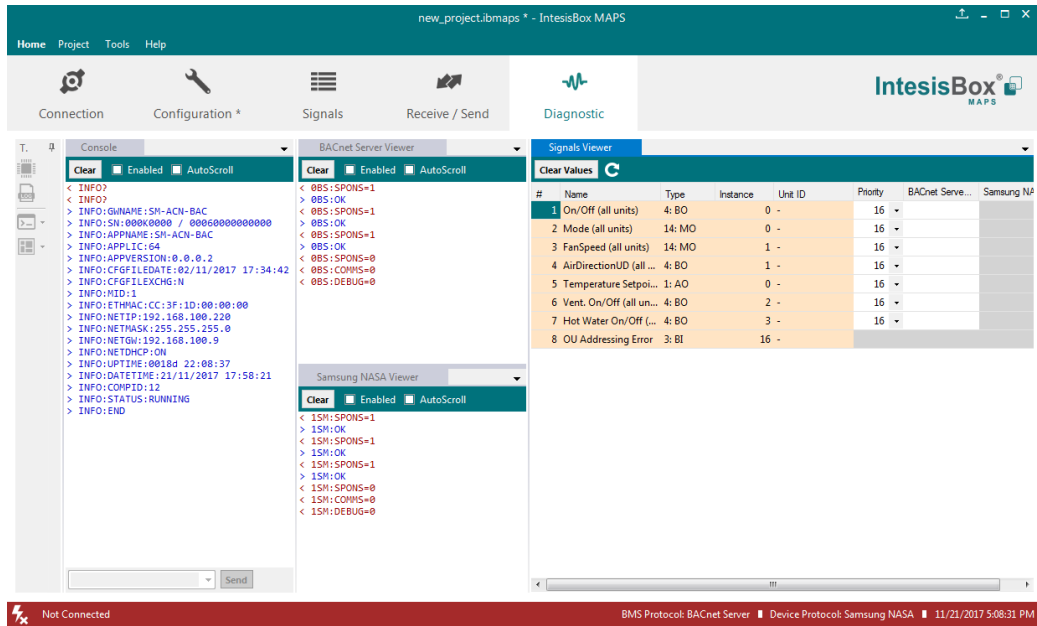 new_project.ibmaps * - IntesisBox MAPS
Home Project Tools Help
Connection Configuration * Signals Receive / Send Diagnostic
IntesisBox® MAPS
T.
Console
Clear Enabled AutoScroll
< INFO?
< INFO?
> INFO:GWNAME:SM-ACN-BAC
> INFO:SN:000K0000 / 00060000000000
> INFO:APPNAME:SM-ACN-BAC
> INFO:APPLIC:64
> INFO:APPVERSION:0.0.0.2
> INFO:CFGFILEDATE:02/11/2017 17:34:42
> INFO:CFGFILEXCHG:N
> INFO:MID:1
> INFO:ETHMAC:CC:3F:1D:00:00:00
> INFO:NETIP:192.168.100.220
> INFO:NETMASK:255.255.255.0
> INFO:NETGW:192.168.100.9
> INFO:NETDHCP:ON
> INFO:UPTIME:0018d 22:08:37
> INFO:DATETIME:21/11/2017 17:58:21
> INFO:COMPID:12
> INFO:STATUS:RUNNING
> INFO:END
Send
BACnet Server Viewer
Clear Enabled AutoScroll
< 0BS:SPONS=1
> 0BS:OK
< 0BS:SPONS=1
> 0BS:OK
< 0BS:SPONS=1
> 0BS:OK
< 0BS:SPONS=0
< 0BS:COMMS=0
< 0BS:DEBUG=0
Samsung NASA Viewer
Clear Enabled AutoScroll
< 1SM:SPONS=1
> 1SM:OK
< 1SM:SPONS=1
> 1SM:OK
< 1SM:SPONS=1
> 1SM:OK
< 1SM:SPONS=0
< 1SM:COMMS=0
< 1SM:DEBUG=0
Signals Viewer
Clear Values
# Name Type Instance Unit ID Priority BACnet Serve... Samsung NA
1 On/Off (all units) 4: BO 0 - 16
2 Mode (all units) 14: MO 0 - 16
3 FanSpeed (all units) 14: MO 1 - 16
4 AirDirectionUD (all ... 4: BO 1 - 16
5 Temperature Setpoi... 1: AO 0 - 16
6 Vent. On/Off (all un... 4: BO 2 - 16
7 Hot Water On/Off (... 4: BO 3 - 16
8 OU Addressing Error 3: BI 16 -
Not Connected
BMS Protocol: BACnet Server Device Protocol: Samsung NASA 11/21/2017 5:08:31 PM